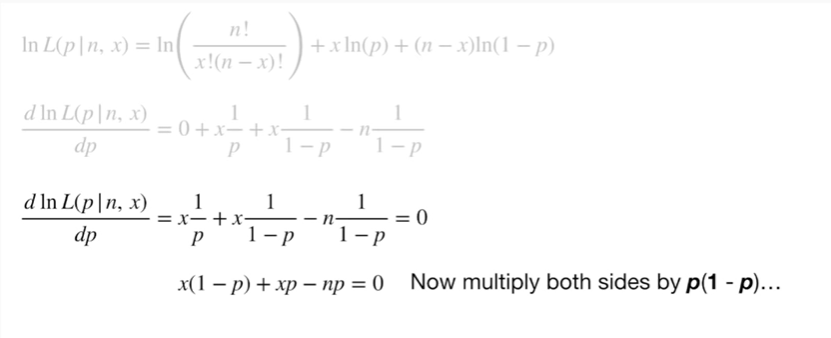 ln L(p|n, x) = ln(n! / x!(n − x)!) + x ln(p) + (n − x)ln(1 − p)
d ln L(p|n, x) / dp = 0 + x 1/p + x 1/(1 − p) − n 1/(1 − p)
d ln L(p|n, x) / dp = x 1/p + x 1/(1 − p) − n 1/(1 − p) = 0
x(1 − p) + xp − np = 0 Now multiply both sides by p(1 - p)...